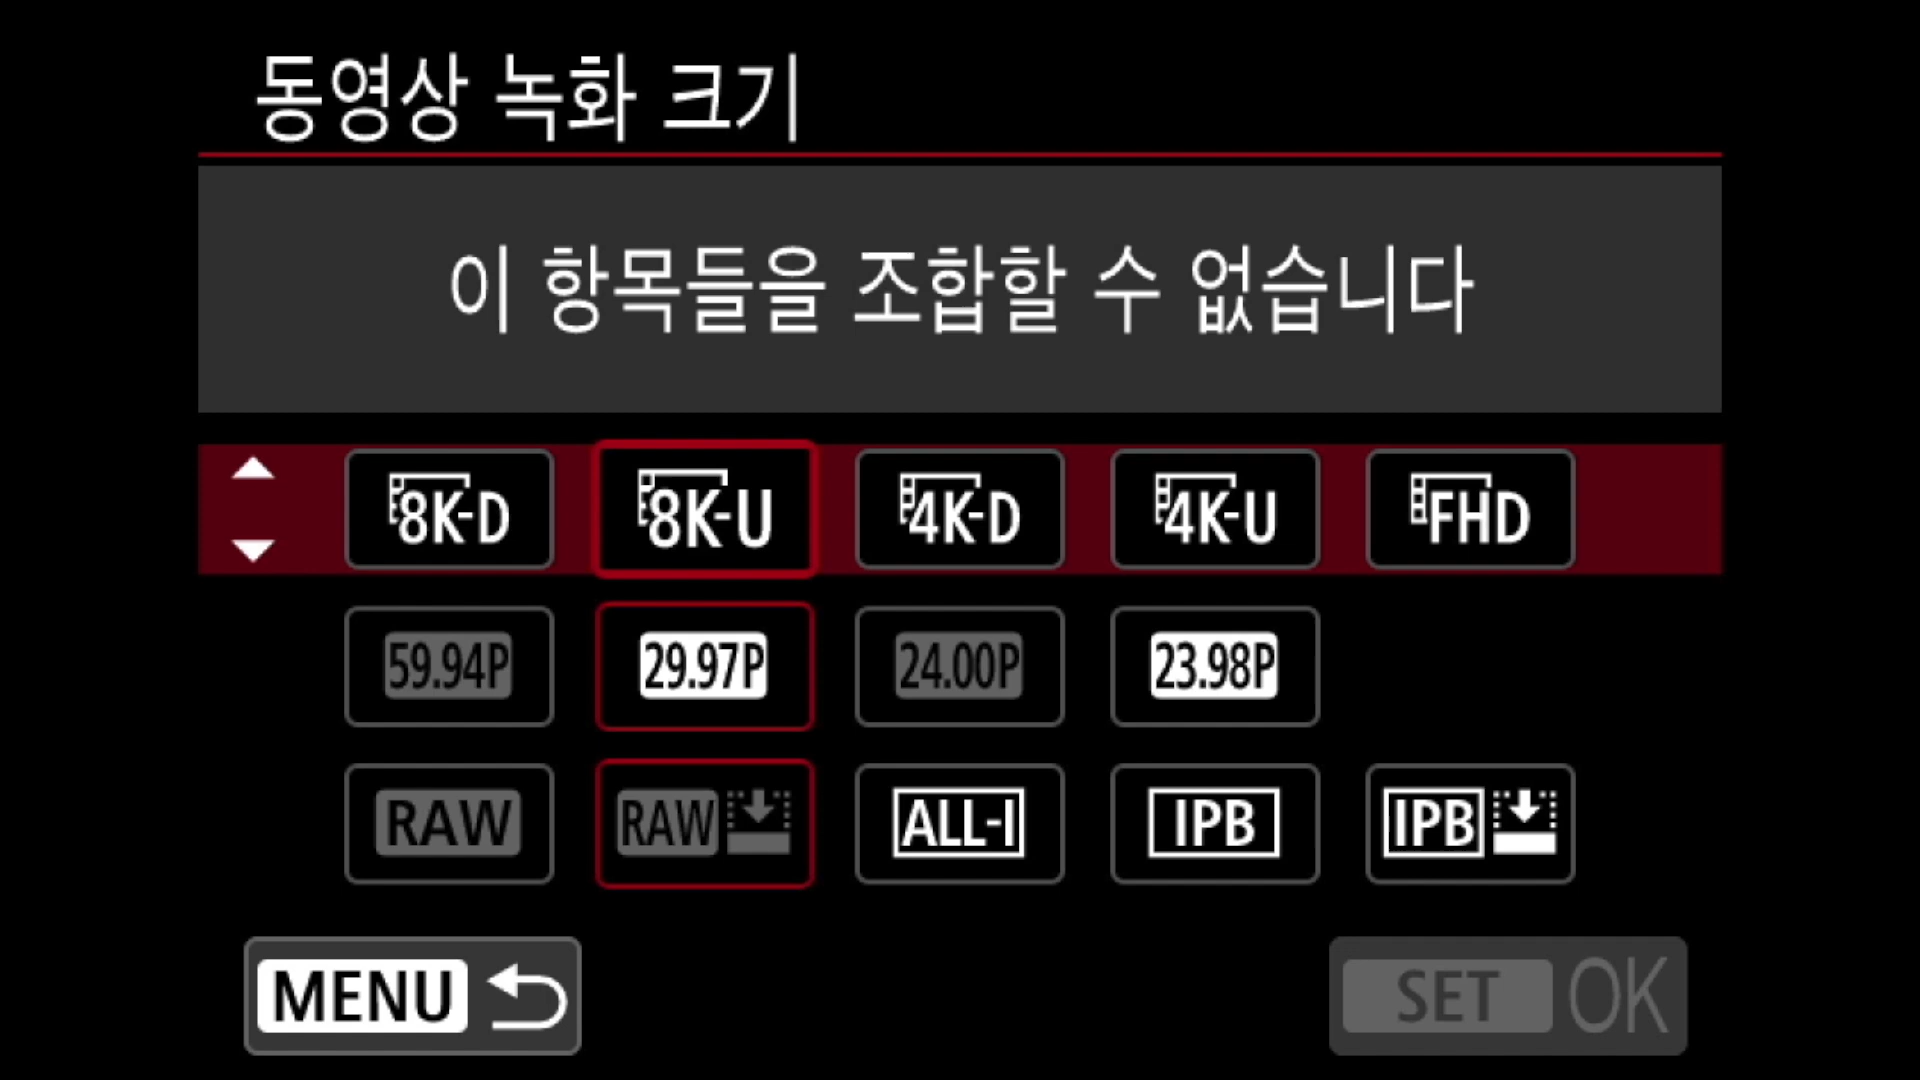 동영상 녹화 크기
이 항목들을 조합할 수 없습니다
8K-D 8K-U 4K-D 4K-U FHD
59.94P 29.97P 24.00P 23.98P
RAW RAW ALL-I IPB IPB
MENU SET OK